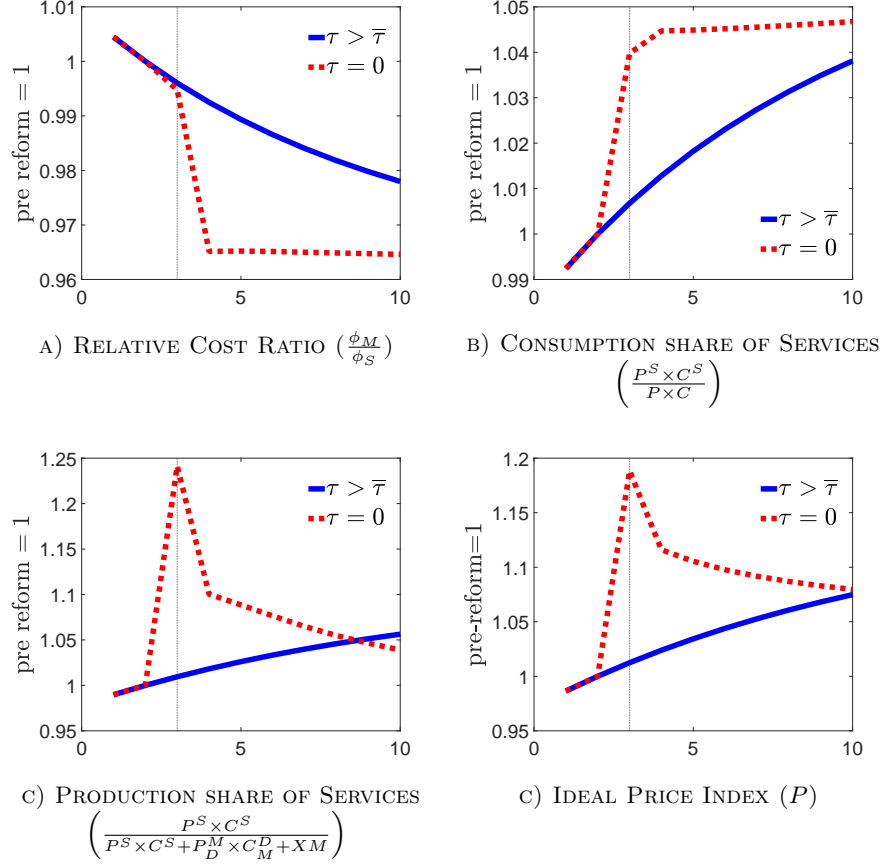 1.01
1
0.99
0.98
0.97
0.96
pre reform = 1
τ > τ̅
τ = 0
0 5 10
A) RELATIVE COST RATIO (ϕ_M/ϕ_S)
1.05
1.04
1.03
1.02
1.006
1
0.99
pre reform = 1
τ > τ̅
τ = 0
0 5 10
B) CONSUMPTION SHARE OF SERVICES
(P^S × C^S / P × C)
1.25
1.2
1.15
1.1
1.05
1
0.95
pre reform = 1
τ > τ̅
τ = 0
0 5 10
C) PRODUCTION SHARE OF SERVICES
(P^S × C^S / P^S × C^S + P_D^M × C_M^D + XM)
1.2
1.15
1.1
1.05
1
0.95
pre-reform=1
τ > τ̅
τ = 0
0 5 10
C) IDEAL PRICE INDEX (P)